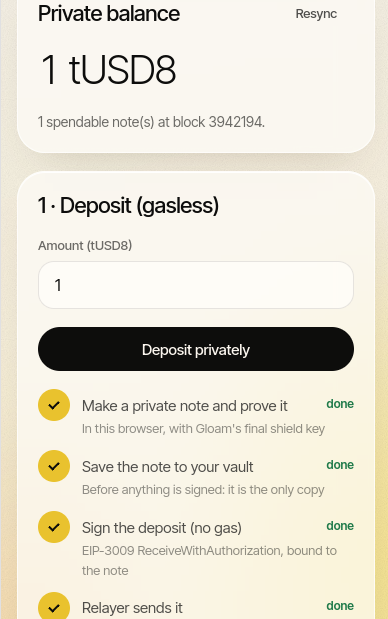 Private balance
Resync
1 tUSD8
1 spendable note(s) at block 3942194.
1 · Deposit (gasless)
Amount (tUSD8)
1
Deposit privately
Make a private note and prove it
done
In this browser, with Gloam's final shield key
Save the note to your vault
done
Before anything is signed: it is the only copy
Sign the deposit (no gas)
done
EIP-3009 ReceiveWithAuthorization, bound to
the note
Relayer sends it
done